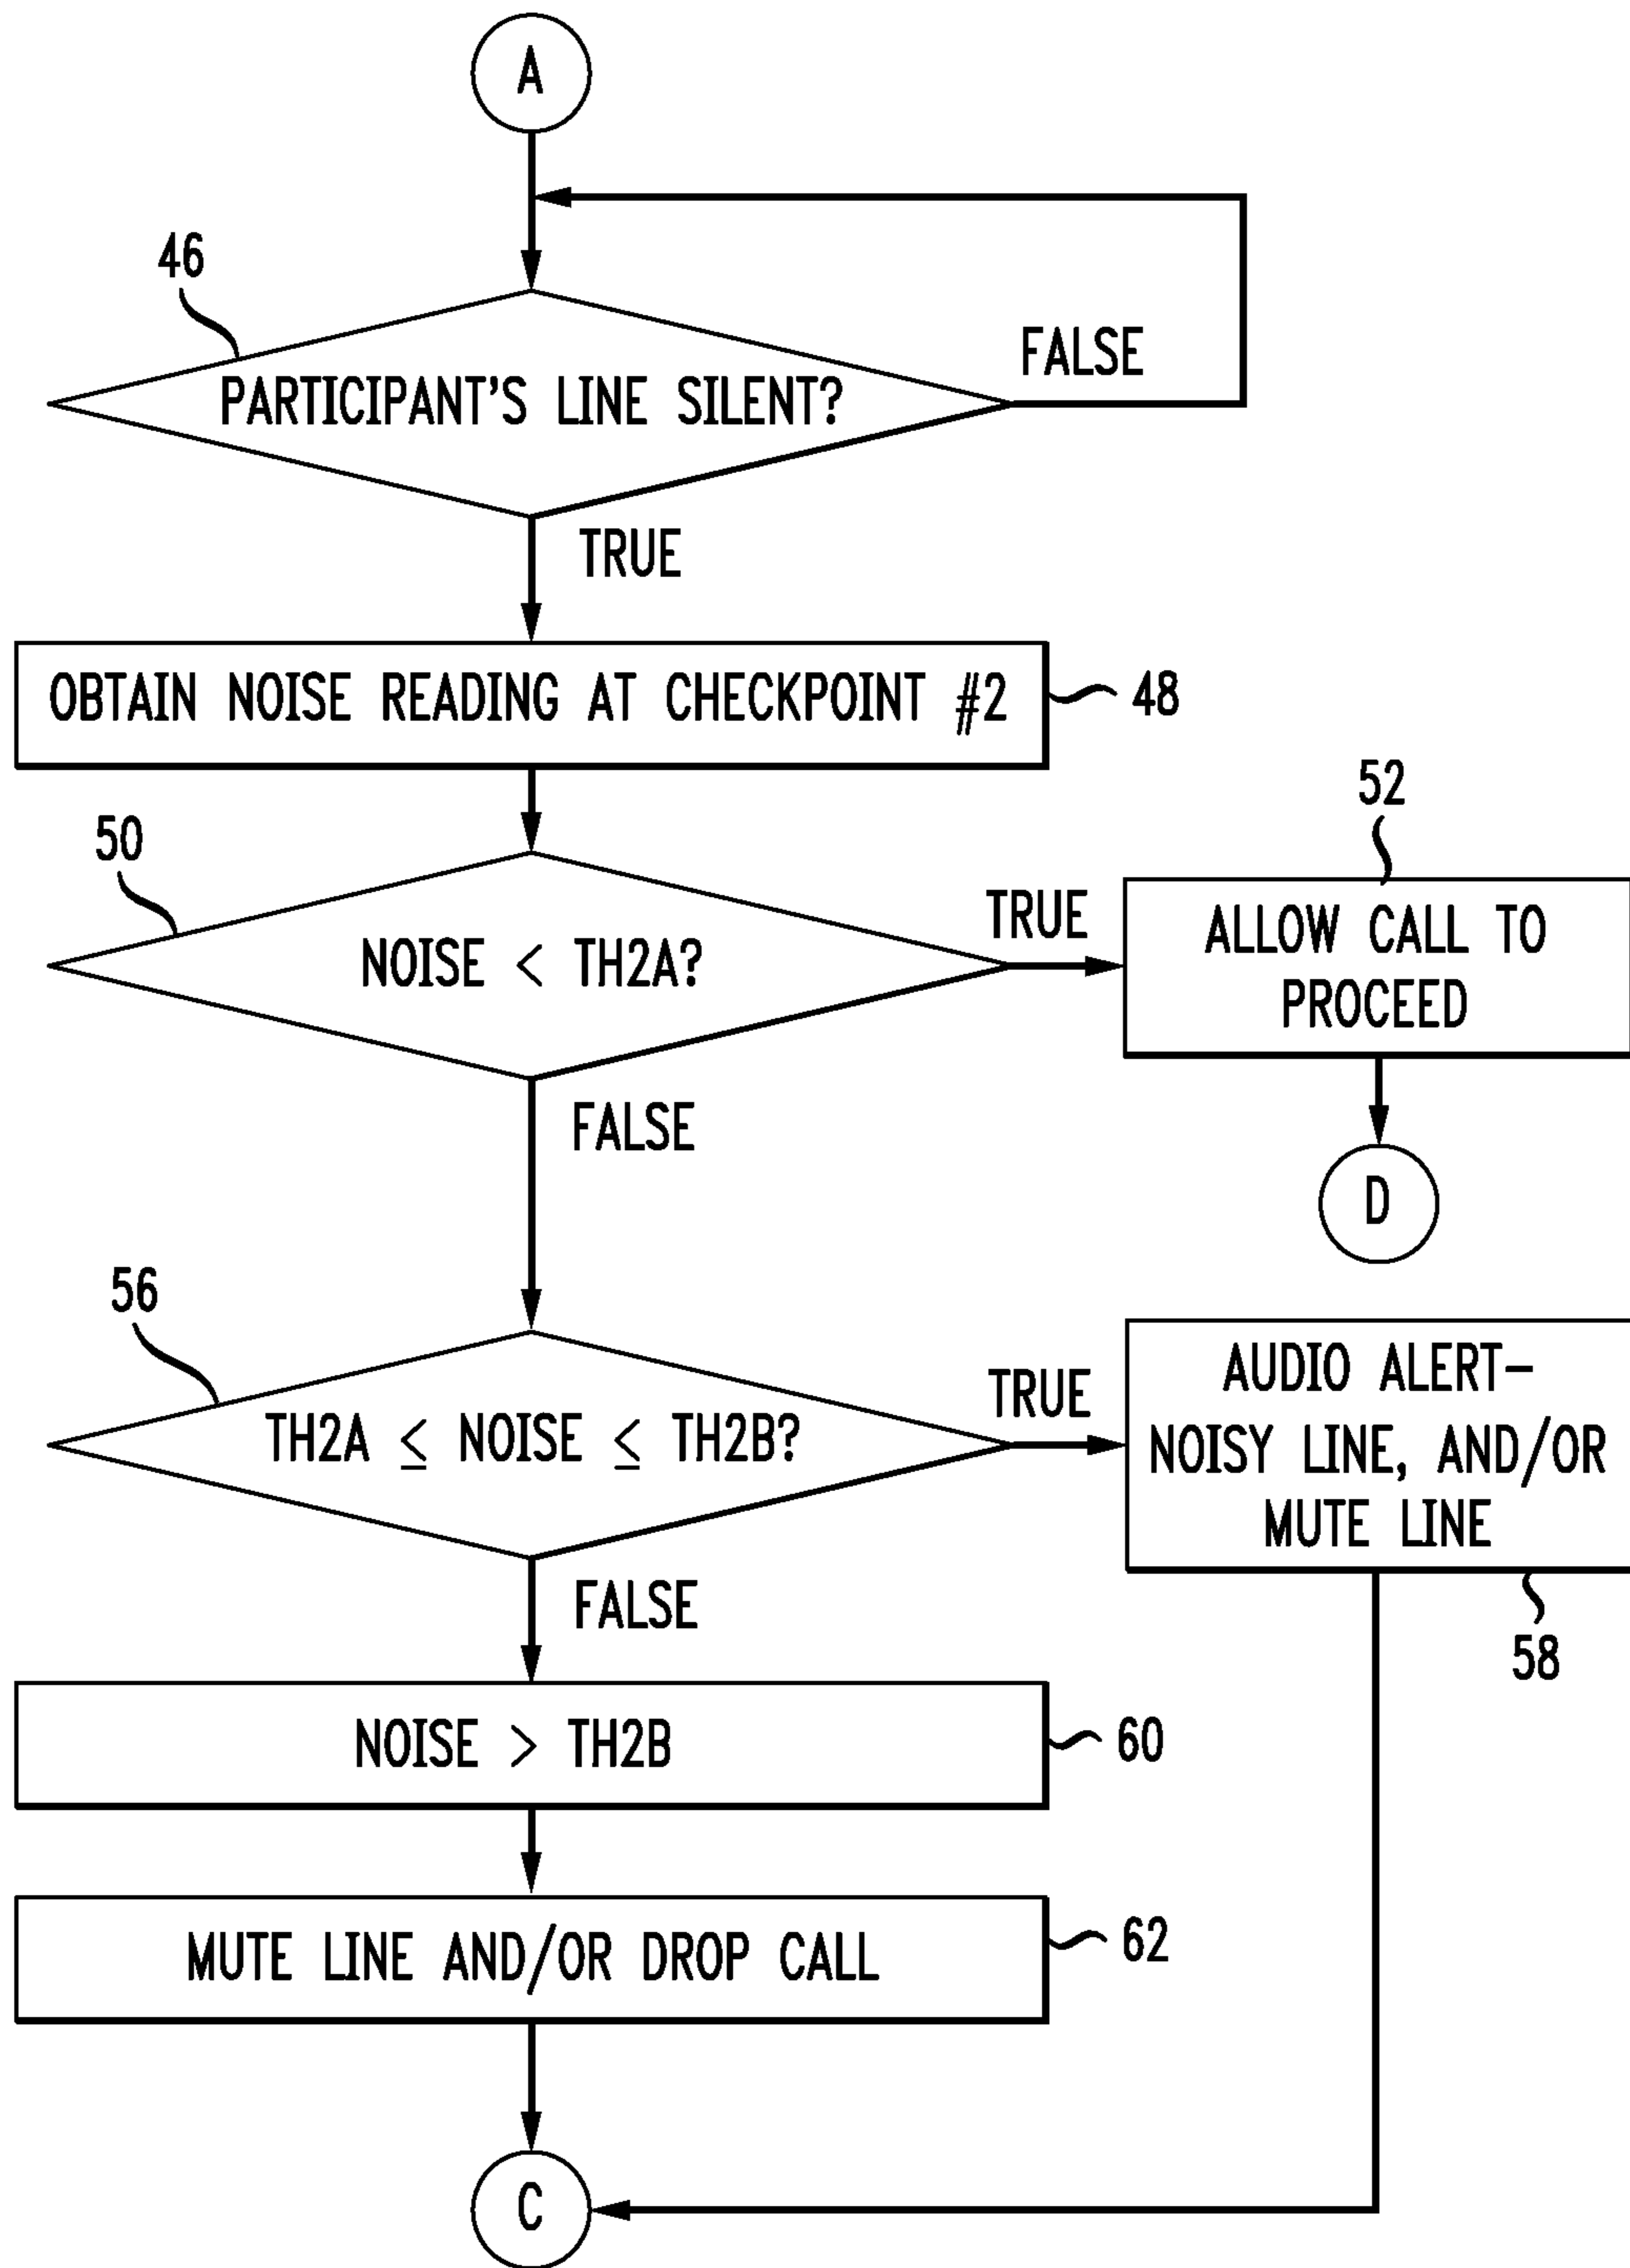 A
46
PARTICIPANT'S LINE SILENT?
FALSE
TRUE
OBTAIN NOISE READING AT CHECKPOINT #2
48
50
NOISE < TH2A?
TRUE
52
ALLOW CALL TO
PROCEED
FALSE
D
56
TH2A ≤ NOISE ≤ TH2B?
TRUE
AUDIO ALERT-
NOISY LINE, AND/OR
MUTE LINE
58
FALSE
NOISE > TH2B
60
MUTE LINE AND/OR DROP CALL
62
C